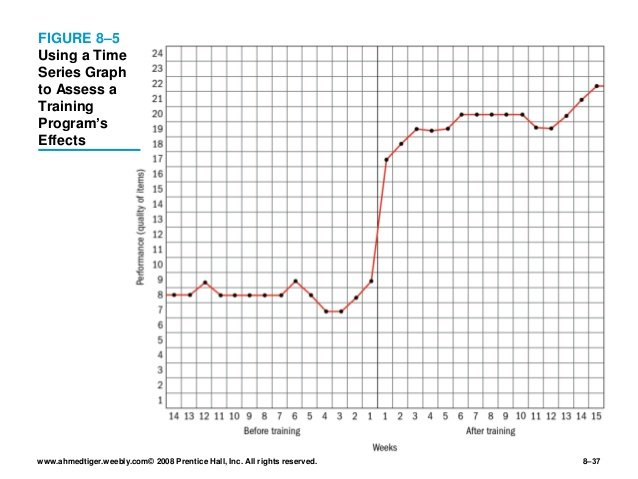 FIGURE 8–5
Using a Time
Series Graph
to Assess a
Training
Program's
Effects
24
23
22
21
20
19
18
17
16
15
14
13
12
11
10
9
8
7
6
5
4
3
2
1
Performance (quality of items)
14 13 12 11 10 9 8 7 6 5 4 3 2 1 1 2 3 4 5 6 7 8 9 10 11 12 13 14 15
Before training After training
Weeks
www.ahmedtiger.weebly.com© 2008 Prentice Hall, Inc. All rights reserved. 8–37